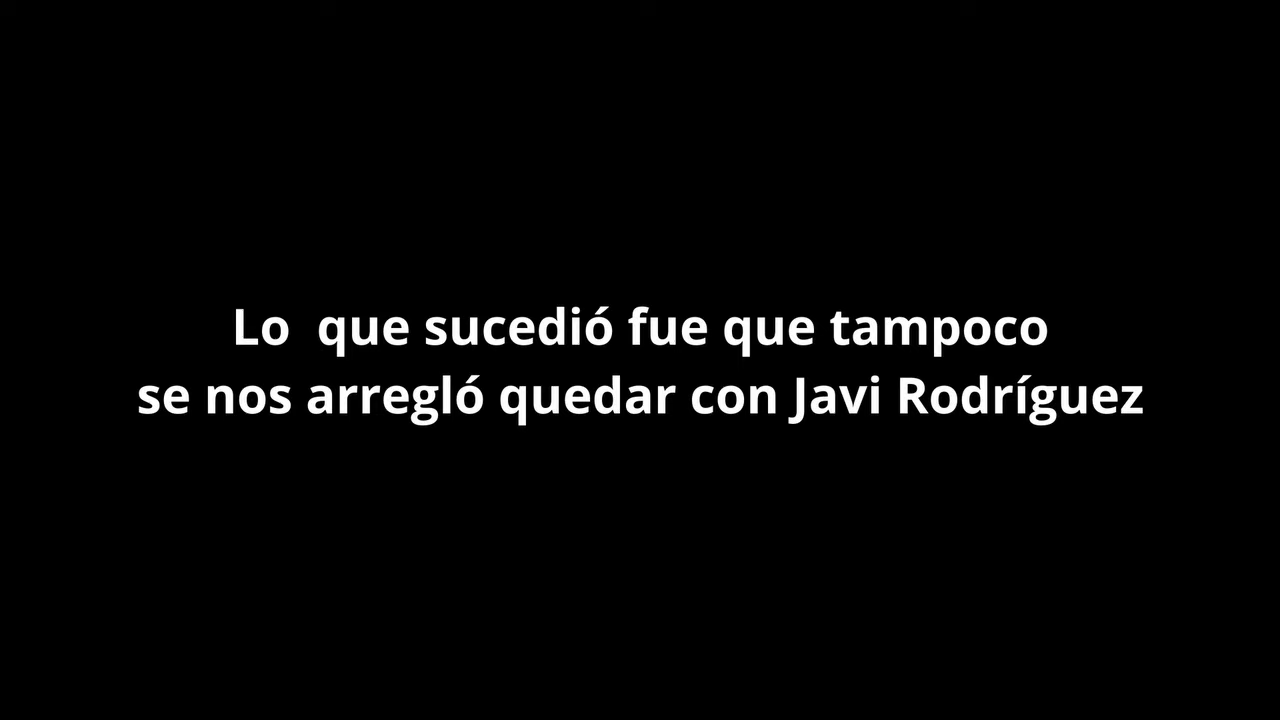 Lo  que sucedió fue que tampoco
se nos arregló quedar con Javi Rodríguez